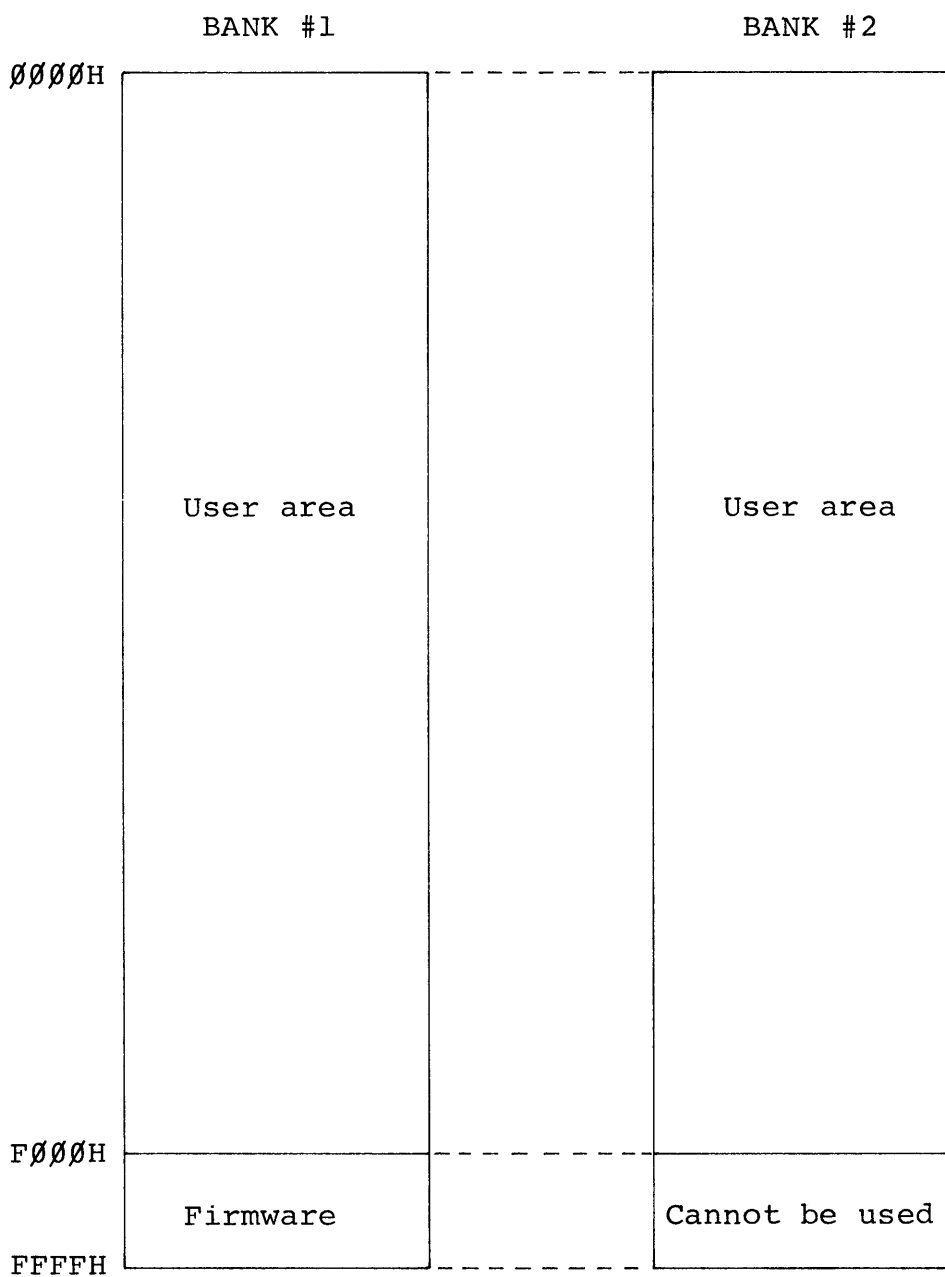 BANK #1 BANK #2
ØØØØH
User area User area
FØØØH
Firmware Cannot be used
FFFFH